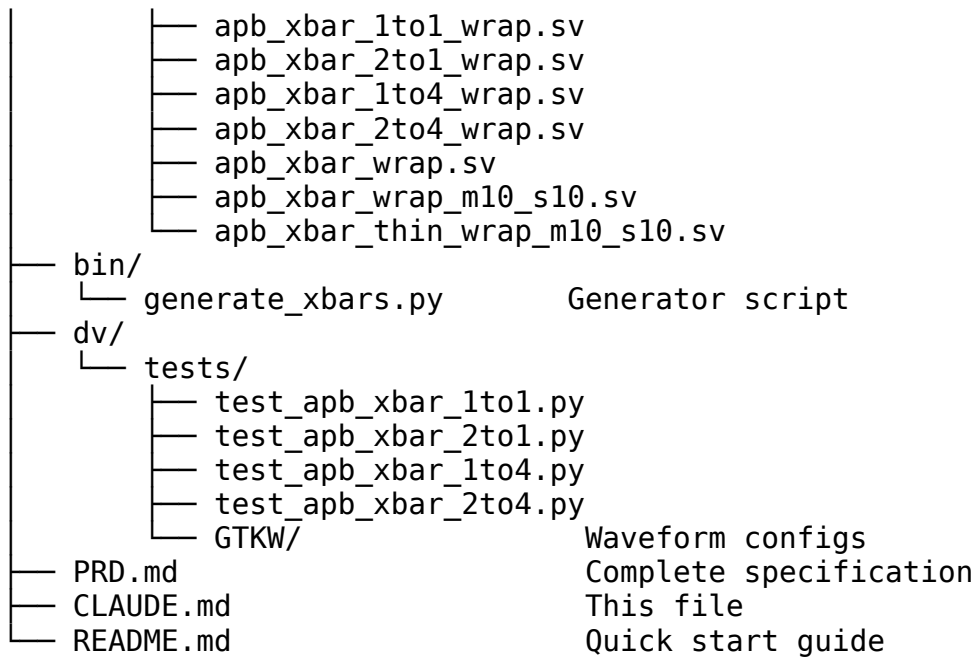 │       ├── apb_xbar_1to1_wrap.sv
│       ├── apb_xbar_2to1_wrap.sv
│       ├── apb_xbar_1to4_wrap.sv
│       ├── apb_xbar_2to4_wrap.sv
│       ├── apb_xbar_wrap.sv
│       ├── apb_xbar_wrap_m10_s10.sv
│       └── apb_xbar_thin_wrap_m10_s10.sv
├── bin/
│   └── generate_xbars.py       Generator script
├── dv/
│   └── tests/
│       ├── test_apb_xbar_1to1.py
│       ├── test_apb_xbar_2to1.py
│       ├── test_apb_xbar_1to4.py
│       ├── test_apb_xbar_2to4.py
│       └── GTKW/                Waveform configs
├── PRD.md                       Complete specification
├── CLAUDE.md                    This file
└── README.md                    Quick start guide